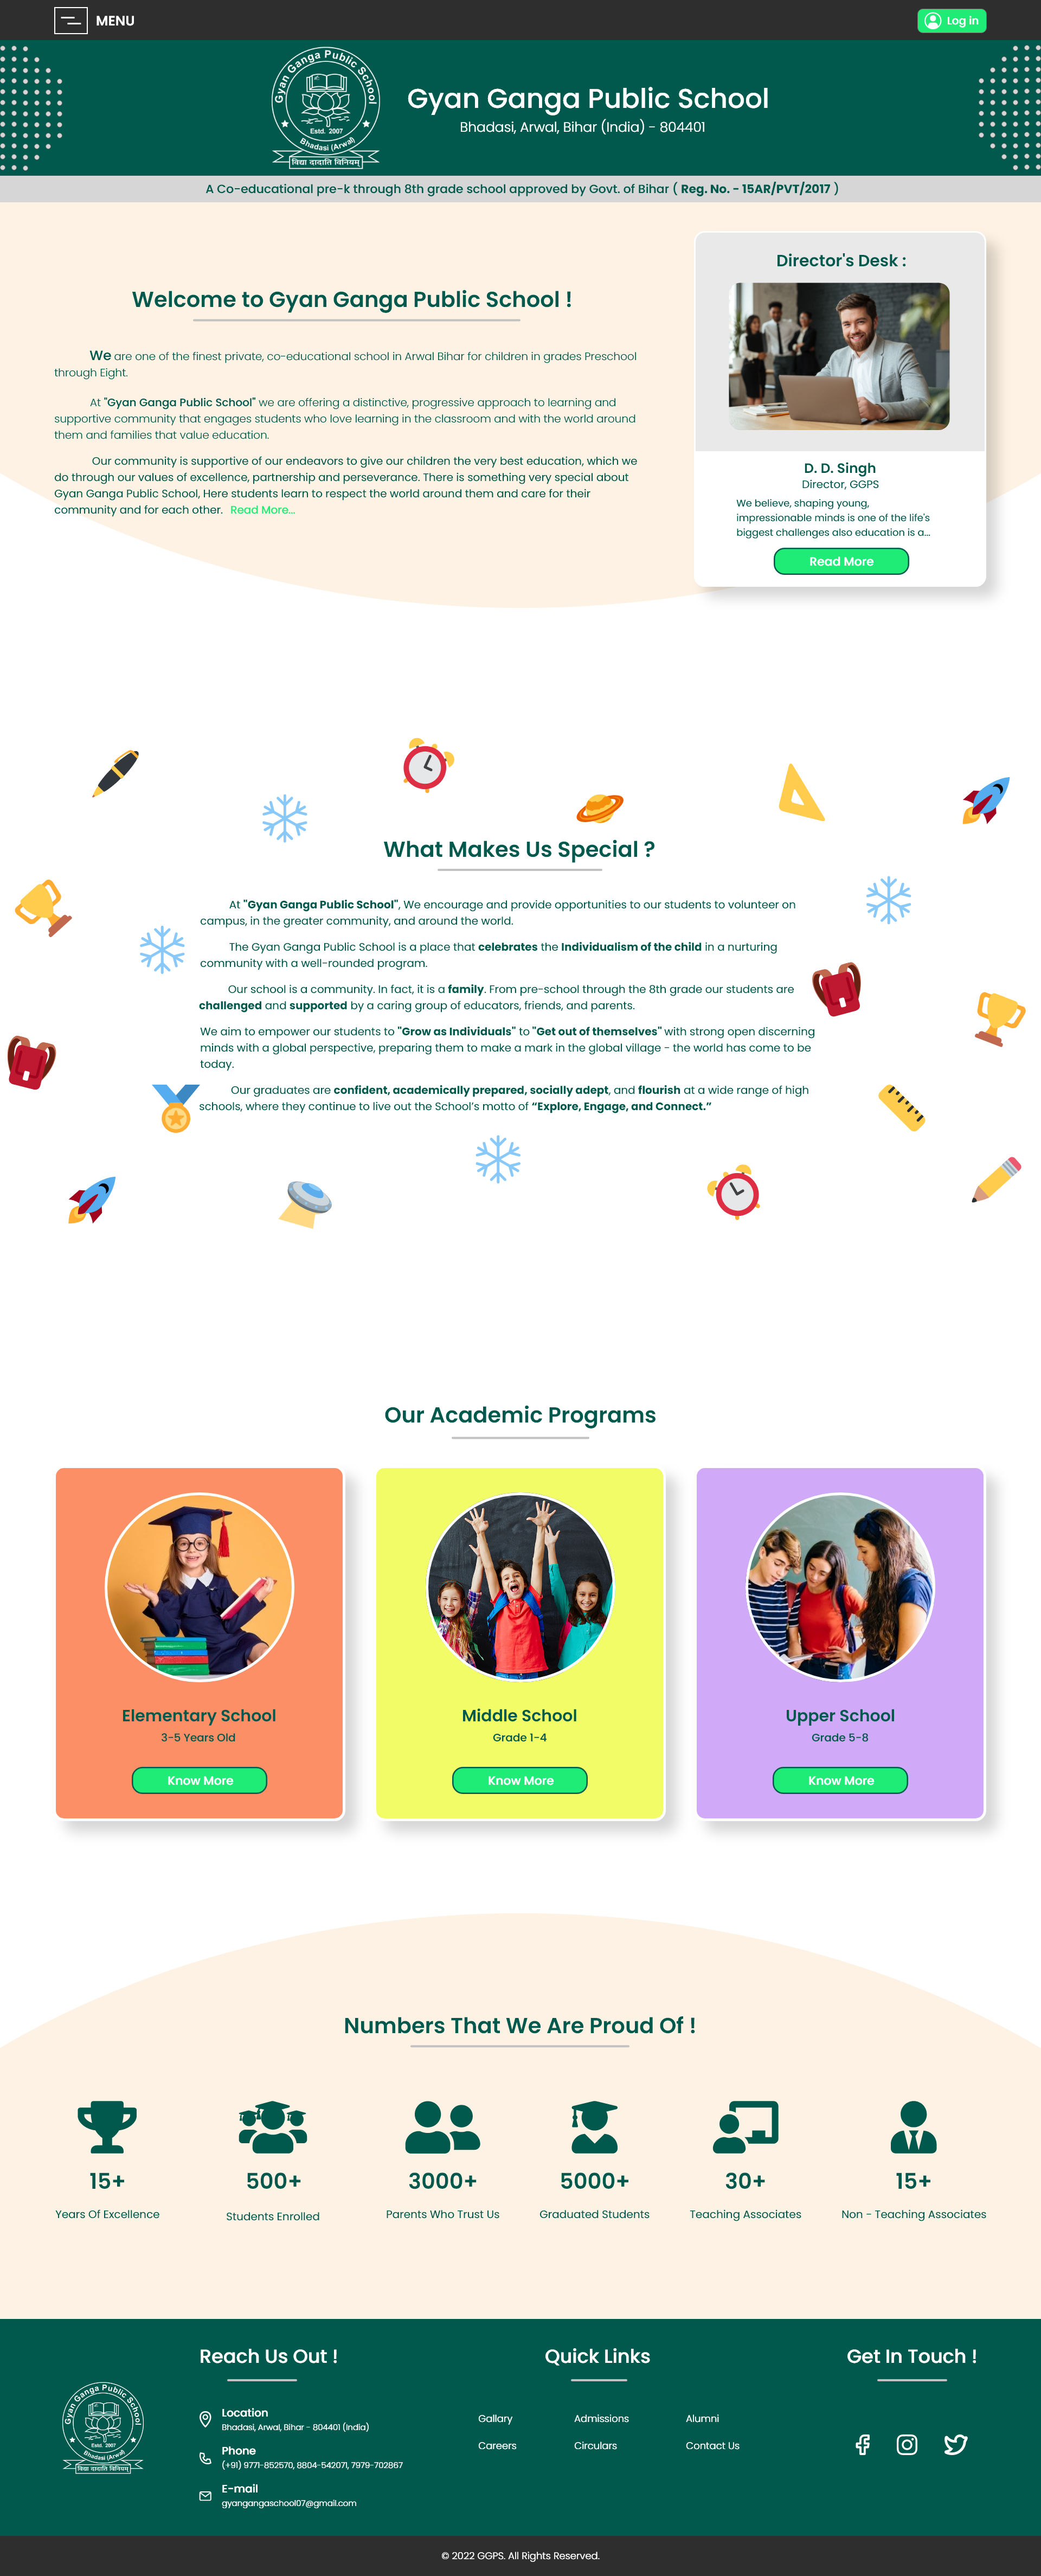 MENU
Log in
Gyan Ganga Public School
Estd. 2007
Bhadasi (Arwal)
विद्या दादाति विनियम्
Gyan Ganga Public School
Bhadasi, Arwal, Bihar (India) - 804401
A Co-educational pre-k through 8th grade school approved by Govt. of Bihar ( Reg. No. - 15AR/PVT/2017 )
Welcome to Gyan Ganga Public School !
We are one of the finest private, co-educational school in Arwal Bihar for children in grades Preschool
through Eight.
At "Gyan Ganga Public School" we are offering a distinctive, progressive approach to learning and
supportive community that engages students who love learning in the classroom and with the world around
them and families that value education.
Our community is supportive of our endeavors to give our children the very best education, which we
do through our values of excellence, partnership and perseverance. There is something very special about
Gyan Ganga Public School, Here students learn to respect the world around them and care for their
community and for each other. Read More...
Director's Desk :
D. D. Singh
Director, GGPS
We believe, shaping young,
impressionable minds is one of the life's
biggest challenges also education is a...
Read More
What Makes Us Special ?
At "Gyan Ganga Public School", We encourage and provide opportunities to our students to volunteer on
campus, in the greater community, and around the world.
The Gyan Ganga Public School is a place that celebrates the Individualism of the child in a nurturing
community with a well-rounded program.
Our school is a community. In fact, it is a family. From pre-school through the 8th grade our students are
challenged and supported by a caring group of educators, friends, and parents.
We aim to empower our students to "Grow as Individuals" to "Get out of themselves" with strong open discerning
minds with a global perspective, preparing them to make a mark in the global village - the world has come to be
today.
Our graduates are confident, academically prepared, socially adept, and flourish at a wide range of high
schools, where they continue to live out the School’s motto of “Explore, Engage, and Connect.”
Our Academic Programs
Elementary School
3-5 Years Old
Know More
Middle School
Grade 1-4
Know More
Upper School
Grade 5-8
Know More
Numbers That We Are Proud Of !
15+
Years Of Excellence
500+
Students Enrolled
3000+
Parents Who Trust Us
5000+
Graduated Students
30+
Teaching Associates
15+
Non - Teaching Associates
Gyan Ganga Public School
Estd. 2007
Bhadasi (Arwal)
विद्या दादाति विनियम्
Reach Us Out !
Location
Bhadasi, Arwal, Bihar - 804401 (India)
Phone
(+91) 9771-852570, 8804-542071, 7979-702867
E-mail
gyangangaschool07@gmail.com
Quick Links
Gallary
Admissions
Alumni
Careers
Circulars
Contact Us
Get In Touch !
© 2022 GGPS. All Rights Reserved.